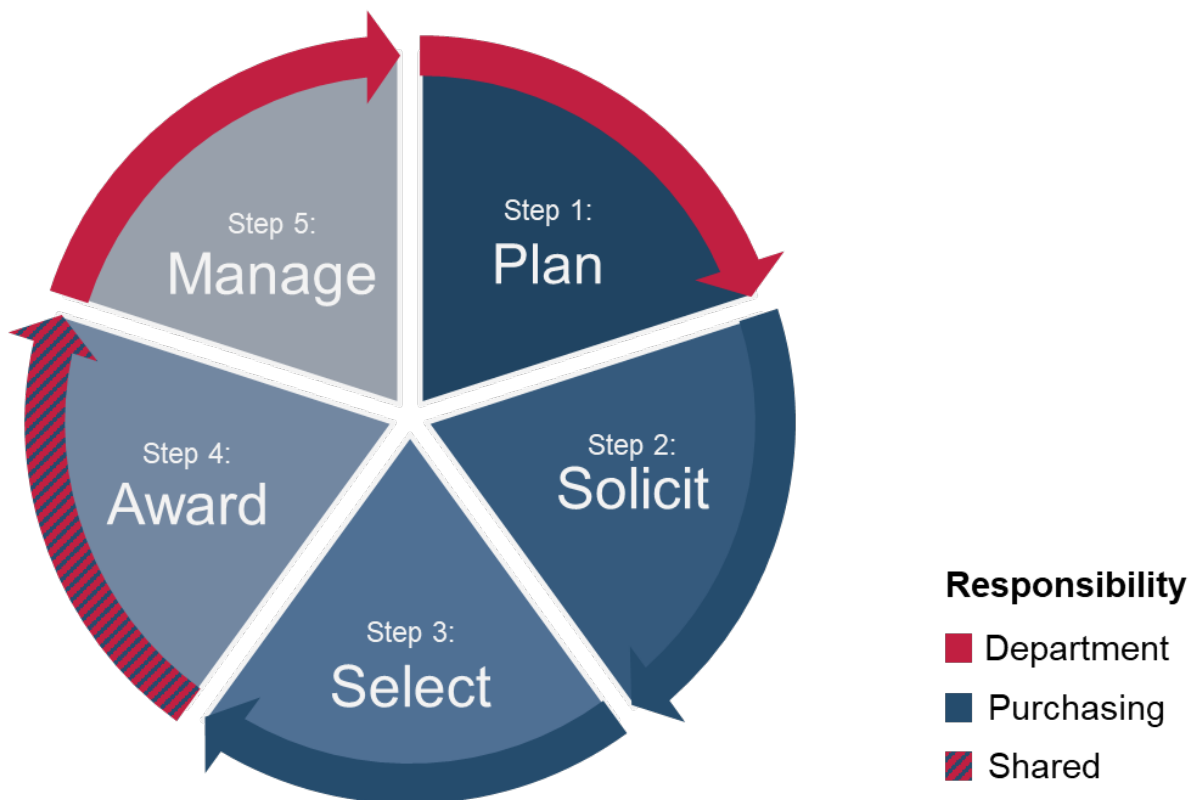 Step 1:
Plan
Step 2:
Solicit
Step 3:
Select
Step 4:
Award
Step 5:
Manage
Responsibility
Department
Purchasing
Shared